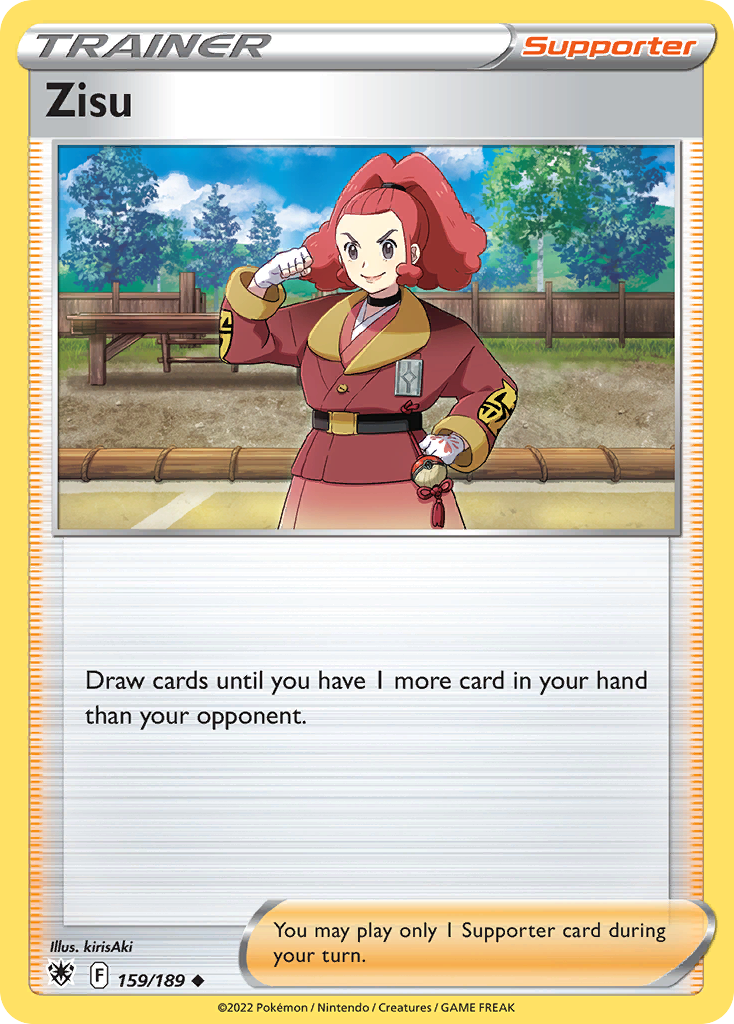 TRAINER
Supporter
Zisu
Draw cards until you have 1 more card in your hand
than your opponent.
You may play only 1 Supporter card during
your turn.
Illus. kirisAki
F 159/189
©2022 Pokémon / Nintendo / Creatures / GAME FREAK